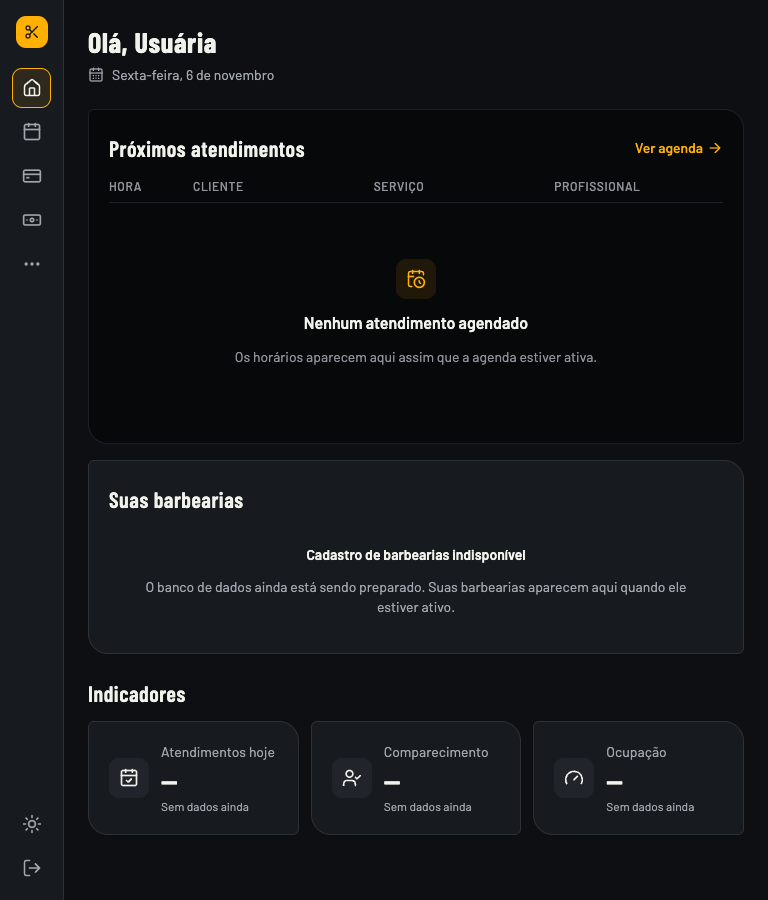 Olá, Usuária
Sexta-feira, 6 de novembro
Próximos atendimentos
Ver agenda
HORA CLIENTE SERVIÇO PROFISSIONAL
Nenhum atendimento agendado
Os horários aparecem aqui assim que a agenda estiver ativa.
Suas barbearias
Cadastro de barbearias indisponível
O banco de dados ainda está sendo preparado. Suas barbearias aparecem aqui quando ele
estiver ativo.
Indicadores
Atendimentos hoje
—
Sem dados ainda
Comparecimento
—
Sem dados ainda
Ocupação
—
Sem dados ainda